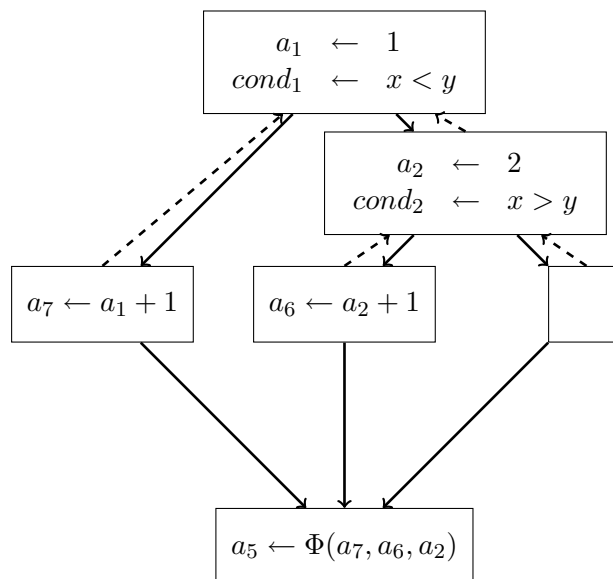 a₁ ← 1
cond₁ ← x < y
a₂ ← 2
cond₂ ← x > y
a₇ ← a₁ + 1
a₆ ← a₂ + 1
a₅ ← Φ(a₇, a₆, a₂)